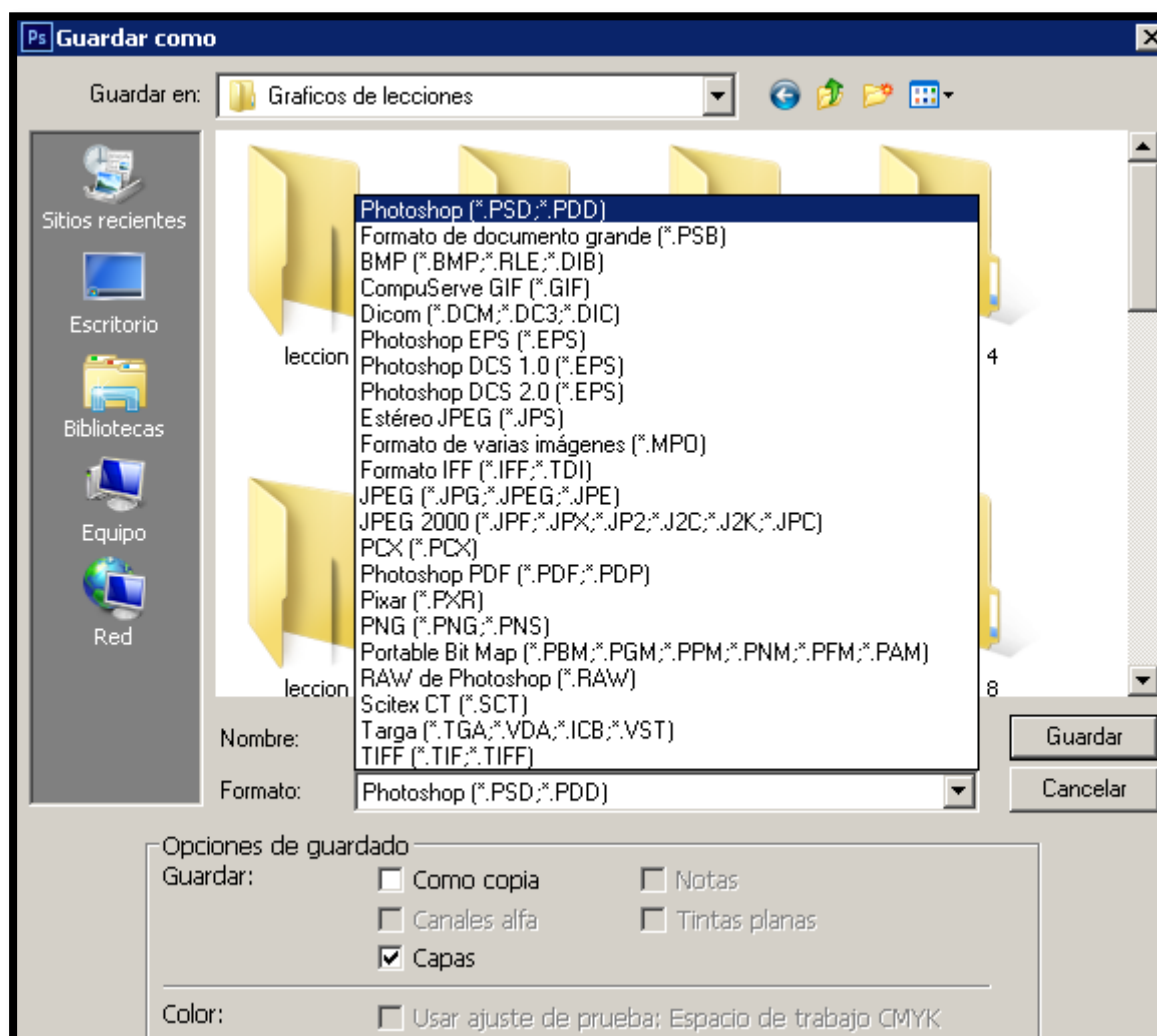 Ps Guardar como
Guardar en: Graficos de lecciones
Sitios recientes
Escritorio
Bibliotecas
Equipo
Red
leccion
4
leccion
8
Photoshop (*.PSD;*.PDD)
Formato de documento grande (*.PSB)
BMP (*.BMP;*.RLE;*.DIB)
CompuServe GIF (*.GIF)
Dicom (*.DCM;*.DC3;*.DIC)
Photoshop EPS (*.EPS)
Photoshop DCS 1.0 (*.EPS)
Photoshop DCS 2.0 (*.EPS)
Estéreo JPEG (*.JPS)
Formato de varias imágenes (*.MPO)
Formato IFF (*.IFF;*.TDI)
JPEG (*.JPG;*.JPEG;*.JPE)
JPEG 2000 (*.JPF;*.JPX;*.JP2;*.J2C;*.J2K;*.JPC)
PCX (*.PCX)
Photoshop PDF (*.PDF;*.PDP)
Pixar (*.PXR)
PNG (*.PNG;*.PNS)
Portable Bit Map (*.PBM;*.PGM;*.PPM;*.PNM;*.PFM;*.PAM)
RAW de Photoshop (*.RAW)
Scitex CT (*.SCT)
Targa (*.TGA;*.VDA;*.ICB;*.VST)
TIFF (*.TIF;*.TIFF)
Nombre:
Guardar
Formato: Photoshop (*.PSD;*.PDD)
Cancelar
Opciones de guardado
Guardar: Como copia Notas
Canales alfa Tintas planas
Capas
Color: Usar ajuste de prueba: Espacio de trabajo CMYK